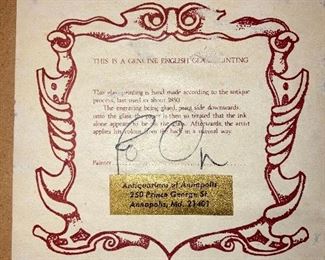 THIS IS A GENUINE ENGLISH GLASS PAINTING
This glass painting is hand made according to the antique
process, last used in about 1850.
The engraving being glued, print side downwards
onto the glass, the paper is then so treated that the ink
alone appears to be on the glass. Afterwards, the artist
applies his colour from the back in a natural way.
Painter
Antiquarians of Annapolis
250 Prince George St.
Annapolis, Md. 21401